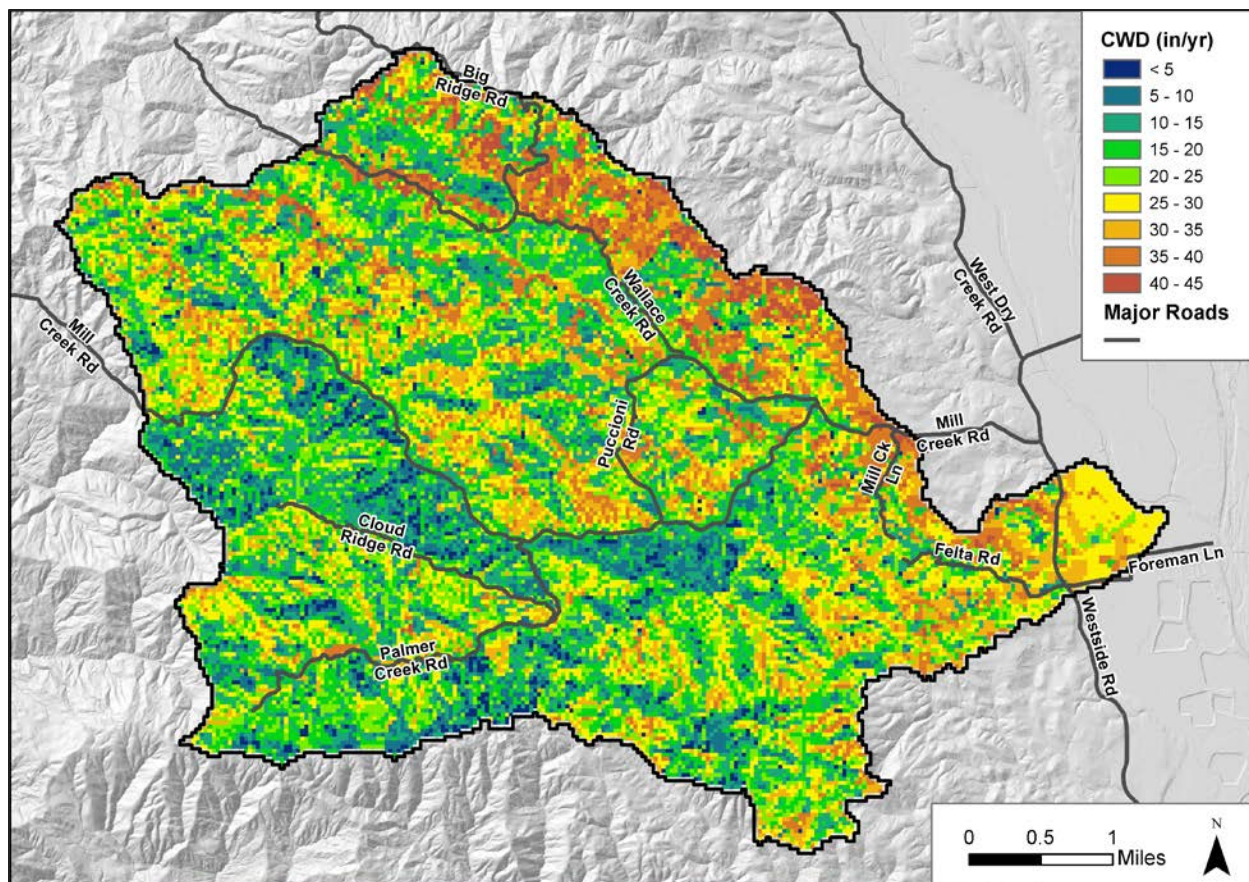 CWD (in/yr)
< 5
5 - 10
10 - 15
15 - 20
20 - 25
25 - 30
30 - 35
35 - 40
40 - 45
Major Roads
Big
Ridge Rd
West Dry
Creek Rd
Wallace
Creek Rd
Mill
Creek Rd
Puccioni
Rd
Mill
Creek Rd
Mill Ck
Ln
Cloud
Ridge Rd
Felta Rd
Foreman Ln
Palmer
Creek Rd
Westside Rd
0 0.5 1
Miles
N